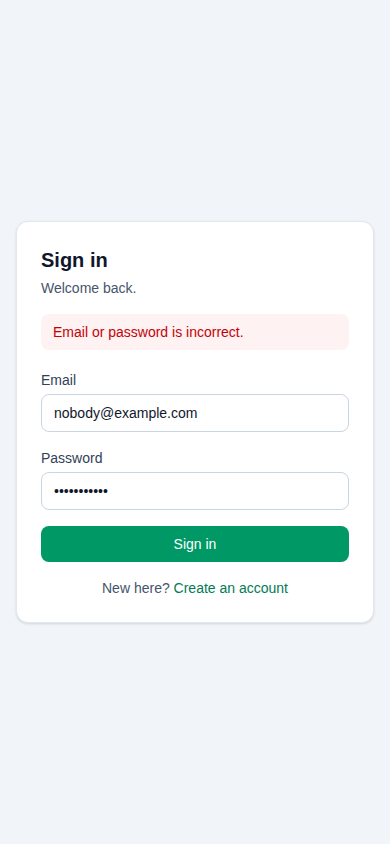 Sign in
Welcome back.
Email or password is incorrect.
Email
nobody@example.com
Password
•••••••••••
Sign in
New here? Create an account